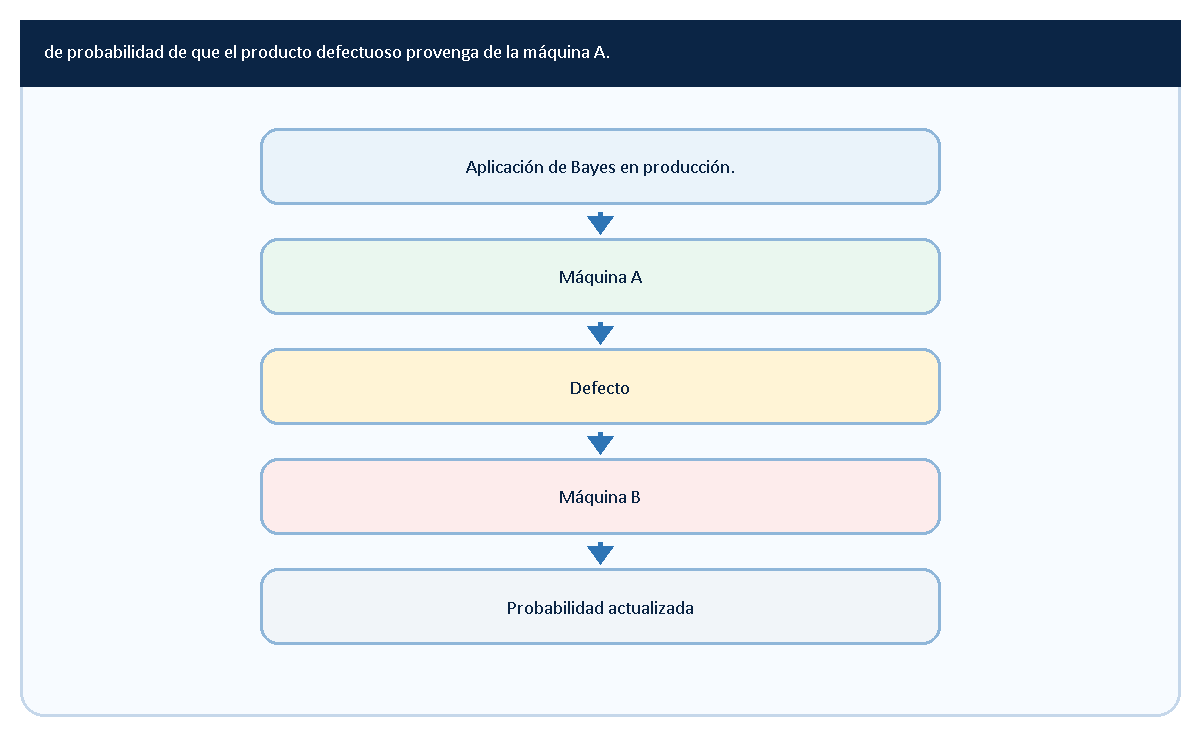 de probabilidad de que el producto defectuoso provenga de la máquina A.
Aplicación de Bayes en producción.
Máquina A
Defecto
Máquina B
Probabilidad actualizada